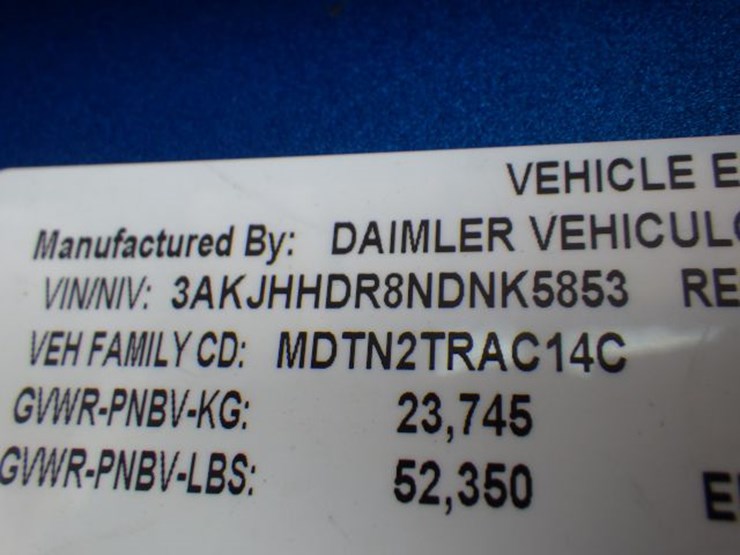 VEHICLE E
Manufactured By: DAIMLER VEHICUL
VIN/NIV: 3AKJHHDR8NDNK5853 RE
VEH FAMILY CD: MDTN2TRAC14C
GVWR-PNBV-KG: 23,745
GVWR-PNBV-LBS: 52,350